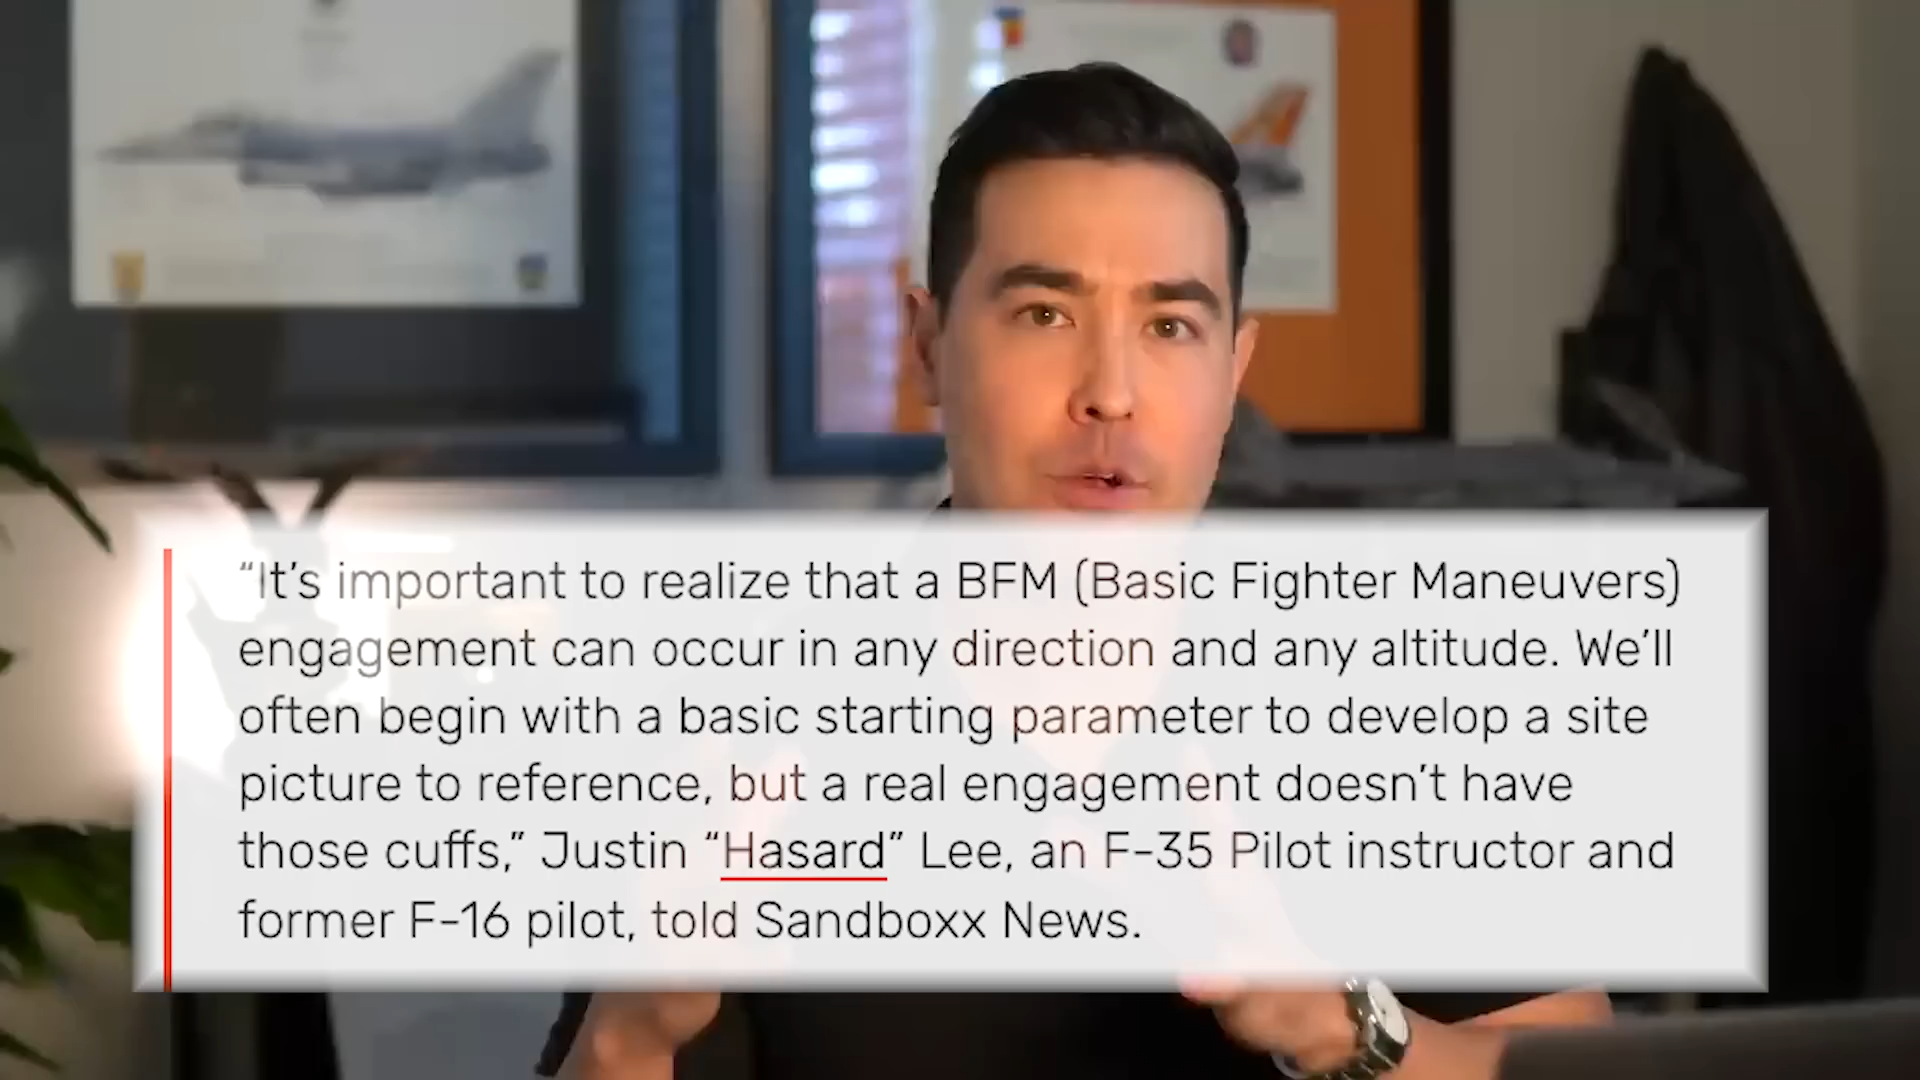 “It’s important to realize that a BFM (Basic Fighter Maneuvers)
engagement can occur in any direction and any altitude. We’ll
often begin with a basic starting parameter to develop a site
picture to reference, but a real engagement doesn’t have
those cuffs,” Justin “Hasard” Lee, an F-35 Pilot instructor and
former F-16 pilot, told Sandboxx News.